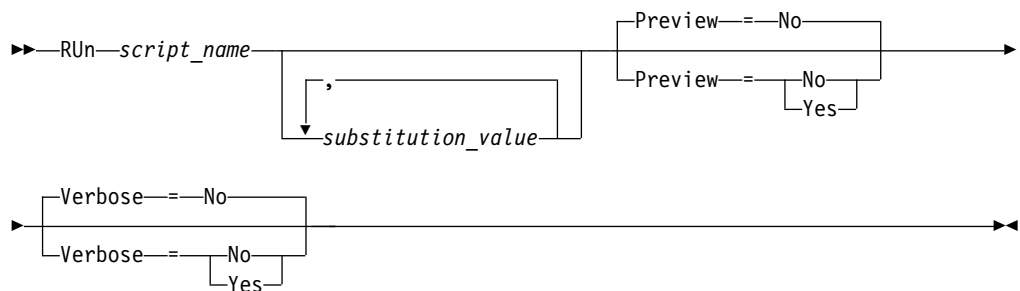 Preview = No
RUn script_name
Preview = No
Yes
,
substitution_value
Verbose = No
Verbose = No
Yes